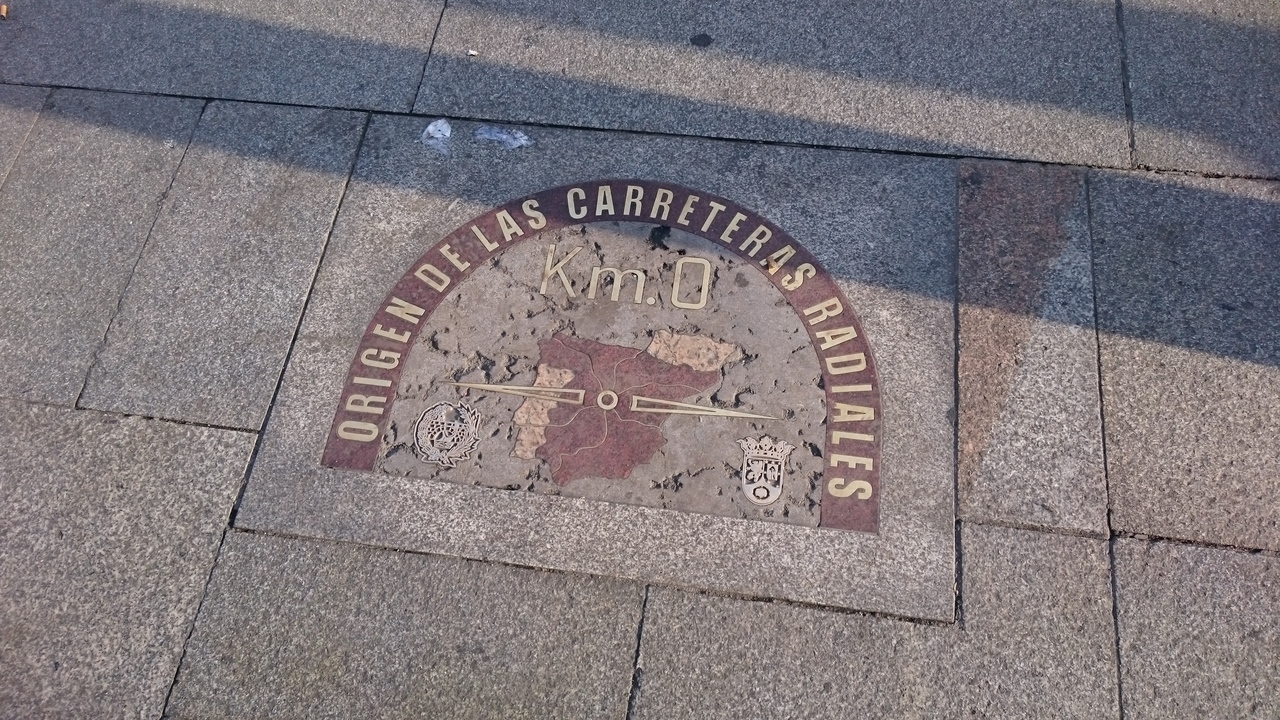 ORIGEN DE LAS CARRETERAS RADIALES
Km.0